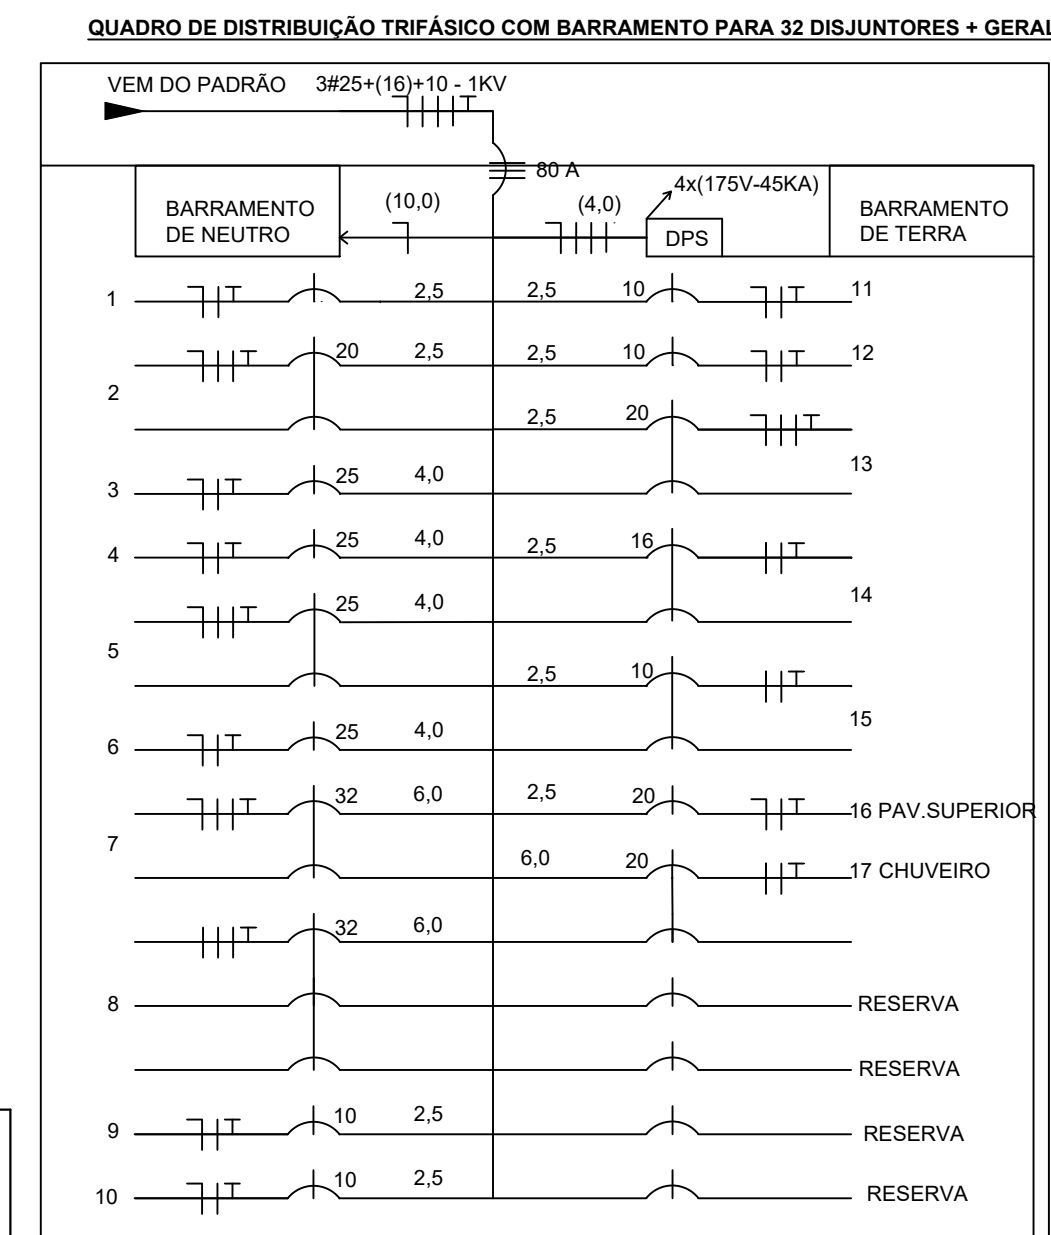 QUADRO DE DISTRIBUIÇÃO TRIFÁSICO COM BARRAMENTO PARA 32 DISJUNTORES + GERAL
VEM DO PADRÃO 3#25+(16)+10 - 1KV
80 A
4x(175V-45KA)
BARRAMENTO
DE NEUTRO
(10,0)
(4,0)
DPS
BARRAMENTO
DE TERRA
1 2,5 2,5 10 11
20 2,5 2,5 10 12
2
2,5 20
13
3 25 4,0
4 25 4,0 2,5 16
14
25 4,0
5
2,5 10
15
6 25 4,0
32 6,0 2,5 20 16 PAV.SUPERIOR
7
6,0 20 17 CHUVEIRO
32 6,0
8 RESERVA
RESERVA
9 10 2,5 RESERVA
10 10 2,5 RESERVA